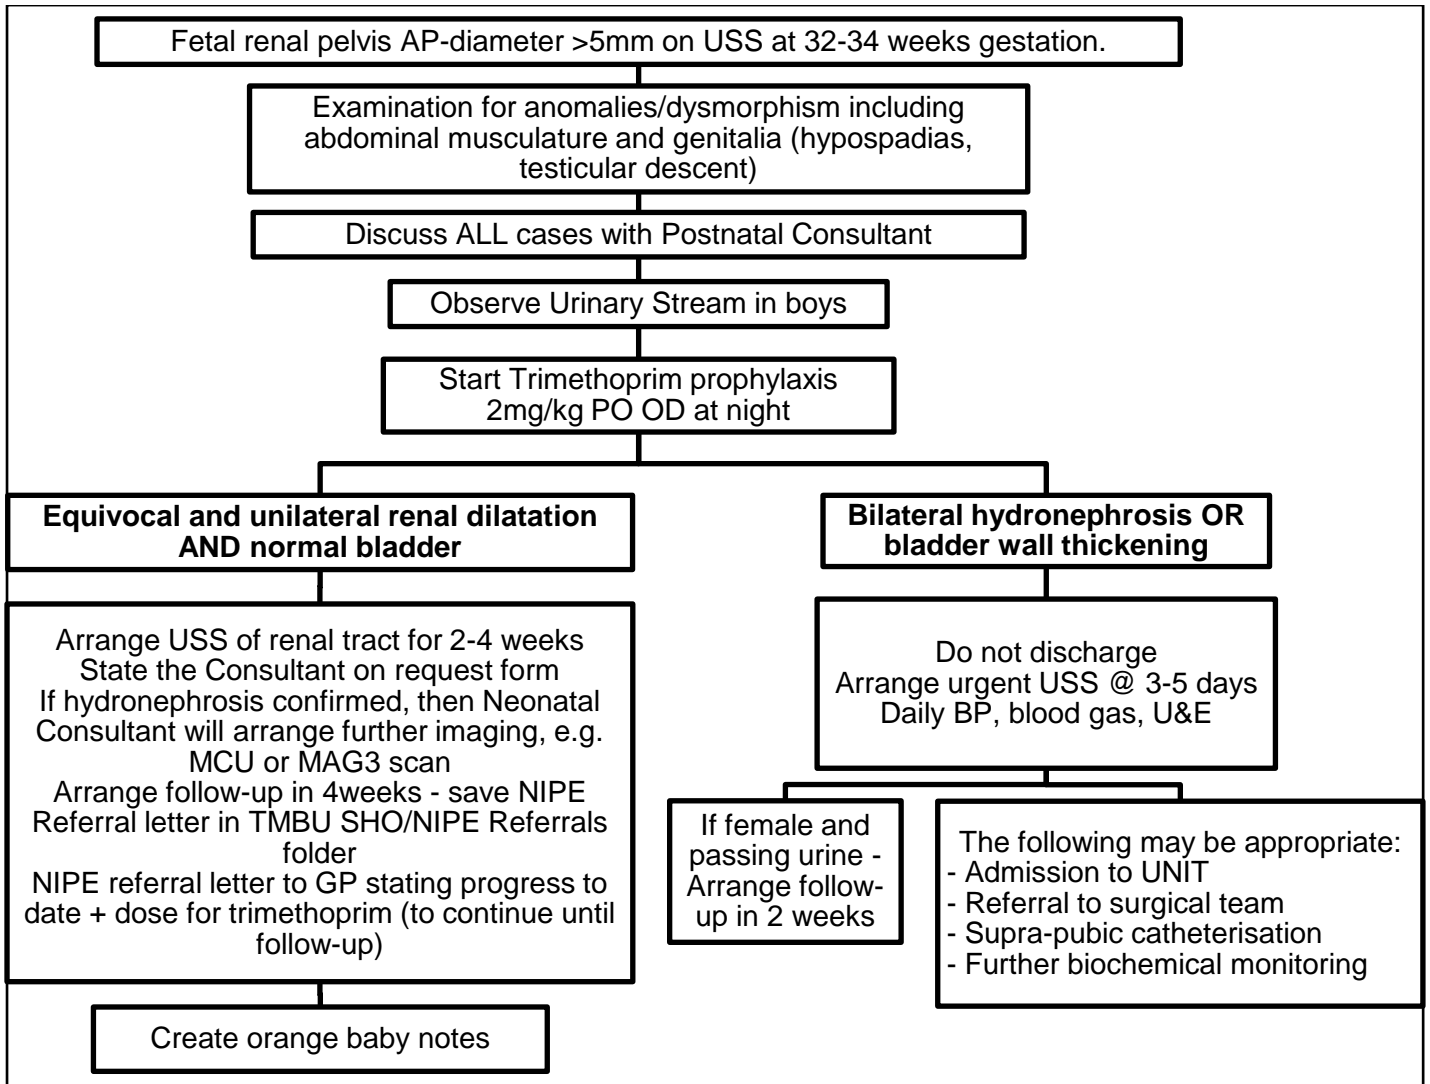 Fetal renal pelvis AP-diameter >5mm on USS at 32-34 weeks gestation.
Examination for anomalies/dysmorphism including
abdominal musculature and genitalia (hypospadias,
testicular descent)
Discuss ALL cases with Postnatal Consultant
Observe Urinary Stream in boys
Start Trimethoprim prophylaxis
2mg/kg PO OD at night
Equivocal and unilateral renal dilatation
AND normal bladder
Arrange USS of renal tract for 2-4 weeks
State the Consultant on request form
If hydronephrosis confirmed, then Neonatal
Consultant will arrange further imaging, e.g.
MCU or MAG3 scan
Arrange follow-up in 4weeks - save NIPE
Referral letter in TMBU SHO/NIPE Referrals
folder
NIPE referral letter to GP stating progress to
date + dose for trimethoprim (to continue until
follow-up)
Create orange baby notes
Bilateral hydronephrosis OR
bladder wall thickening
Do not discharge
Arrange urgent USS @ 3-5 days
Daily BP, blood gas, U&E
If female and
passing urine -
Arrange follow-
up in 2 weeks
The following may be appropriate:
- Admission to UNIT
- Referral to surgical team
- Supra-pubic catheterisation
- Further biochemical monitoring